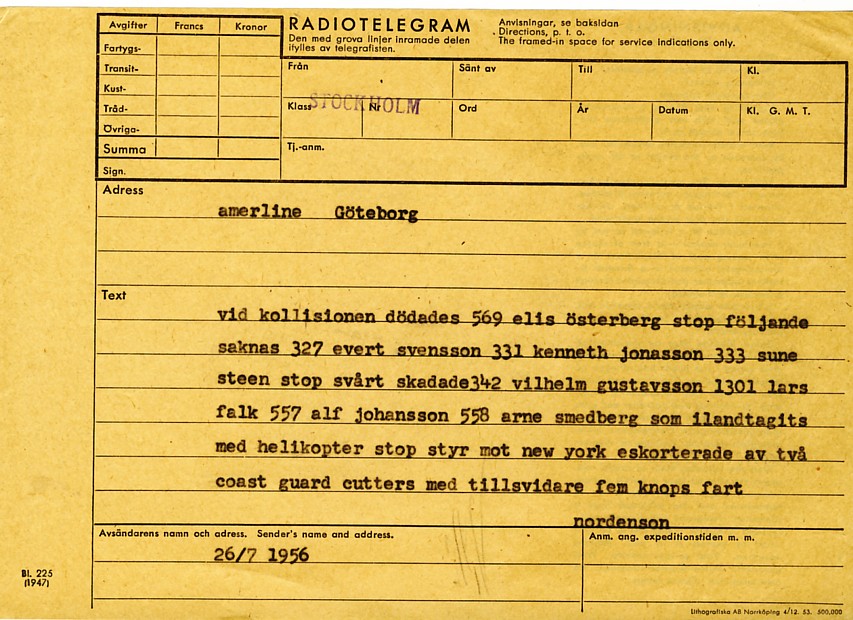 Avgifter Francs Kronor
Fartygs-
Transit-
Kust-
Tråd-
Övriga-
Summa
Sign.
RADIOTELEGRAM
Den med grova linjer inramade delen
ifylles av telegrafisten.
Anvisningar, se baksidan
Directions, p. t. o.
The framed-in space for service indications only.
Från Sänt av Till Kl.
STOCKHOLM
Klass Nr Ord År Datum Kl. G. M. T.
Tj.-anm.
Adress
amerline Göteborg
Text
vid kollisionen dödades 569 elis österberg stop följande
saknas 327 evert svensson 331 kenneth jonasson 333 sune
steen stop svårt skadade342 vilhelm gustavsson 1301 lars
falk 557 alf johansson 558 arne smedberg som ilandtagits
med helikopter stop styr mot new york eskorterade av två
coast guard cutters med tillsvidare fem knops fart
nordenson
Avsändarens namn och adress. Sender's name and address.
Anm. ang. expeditionstiden m. m.
26/7 1956
Bl. 225
(1947)
Lithografiska AB Norrköping 4/12. 53. 500.000